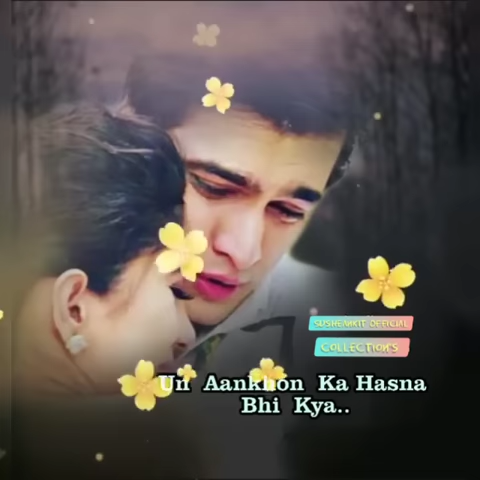 SUSHEANKIT OFFICIAL
COLLECTION'S
Un Aankhon Ka Hasna
Bhi Kya..